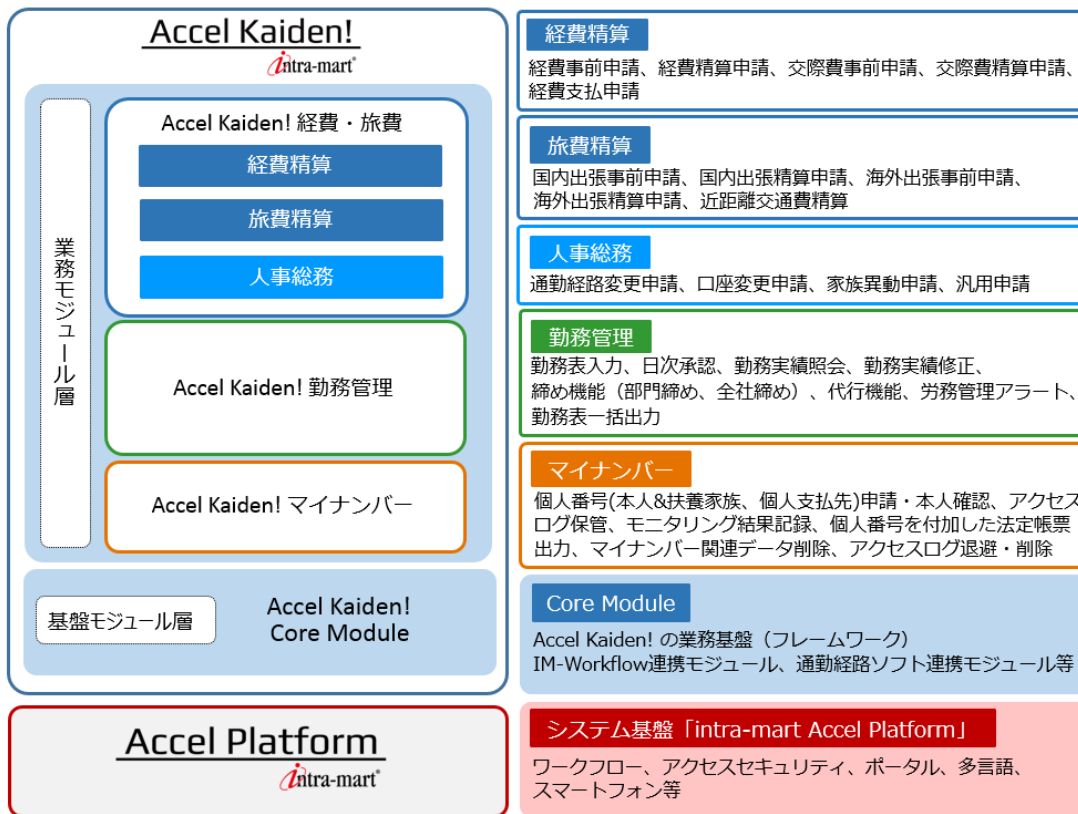 Accel Kaiden!
intra-mart®
業務モジュール層
Accel Kaiden! 経費・旅費
経費精算
旅費精算
人事総務
Accel Kaiden! 勤務管理
Accel Kaiden! マイナンバー
基盤モジュール層
Accel Kaiden!
Core Module
Accel Platform
intra-mart®
経費精算
経費事前申請、経費精算申請、交際費事前申請、交際費精算申請、
経費支払申請
旅費精算
国内出張事前申請、国内出張精算申請、海外出張事前申請、
海外出張精算申請、近距離交通費精算
人事総務
通勤経路変更申請、口座変更申請、家族異動申請、汎用申請
勤務管理
勤務表入力、日次承認、勤務実績照会、勤務実績修正、
締め機能（部門締め、全社締め）、代行機能、労務管理アラート、
勤務表一括出力
マイナンバー
個人番号(本人&扶養家族、個人支払先)申請・本人確認、アクセス
ログ保管、モニタリング結果記録、個人番号を付加した法定帳票
出力、マイナンバー関連データ削除、アクセスログ退避・削除
Core Module
Accel Kaiden! の業務基盤（フレームワーク）
IM-Workflow連携モジュール、通勤経路ソフト連携モジュール等
システム基盤「intra-mart Accel Platform」
ワークフロー、アクセスセキュリティ、ポータル、多言語、
スマートフォン等